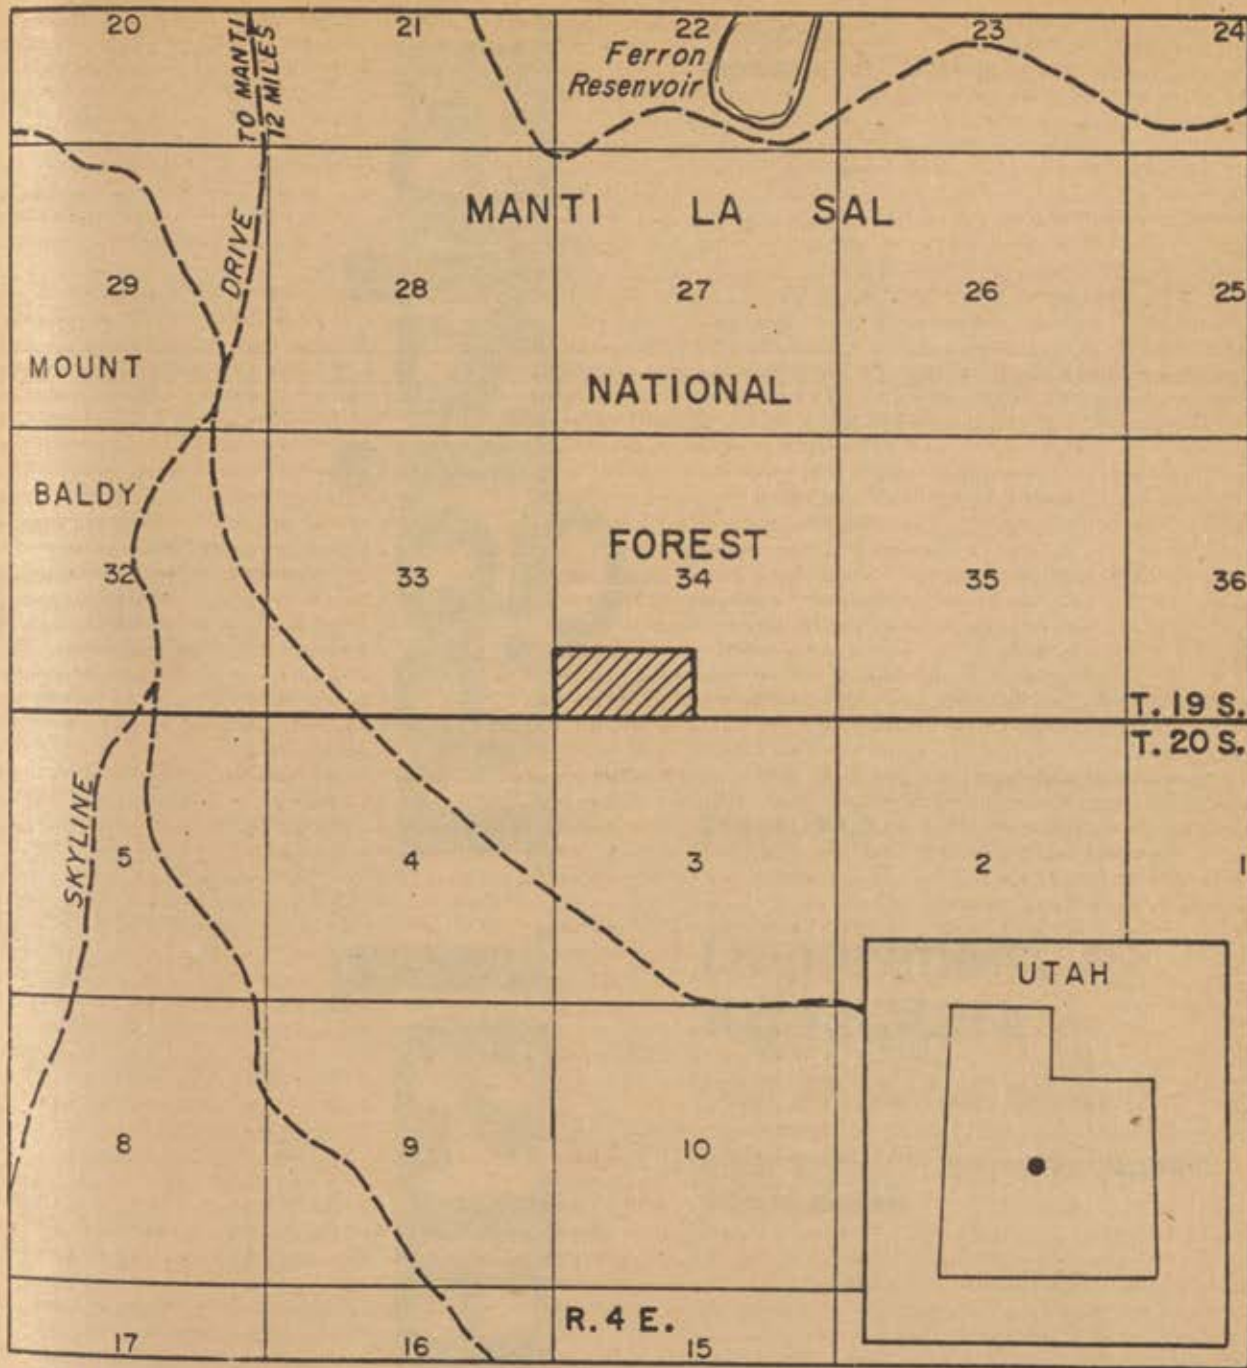 20 21 22 23 24
TO MANTI
12 MILES
Ferron
Resenvoir
MANTI LA SAL
DRIVE
29 28 27 26 25
MOUNT
NATIONAL
BALDY
FOREST
32 33 34 35 36
T. 19 S.
T. 20 S.
SKYLINE
5 4 3 2 1
UTAH
8 9 10
R. 4 E.
17 16 15